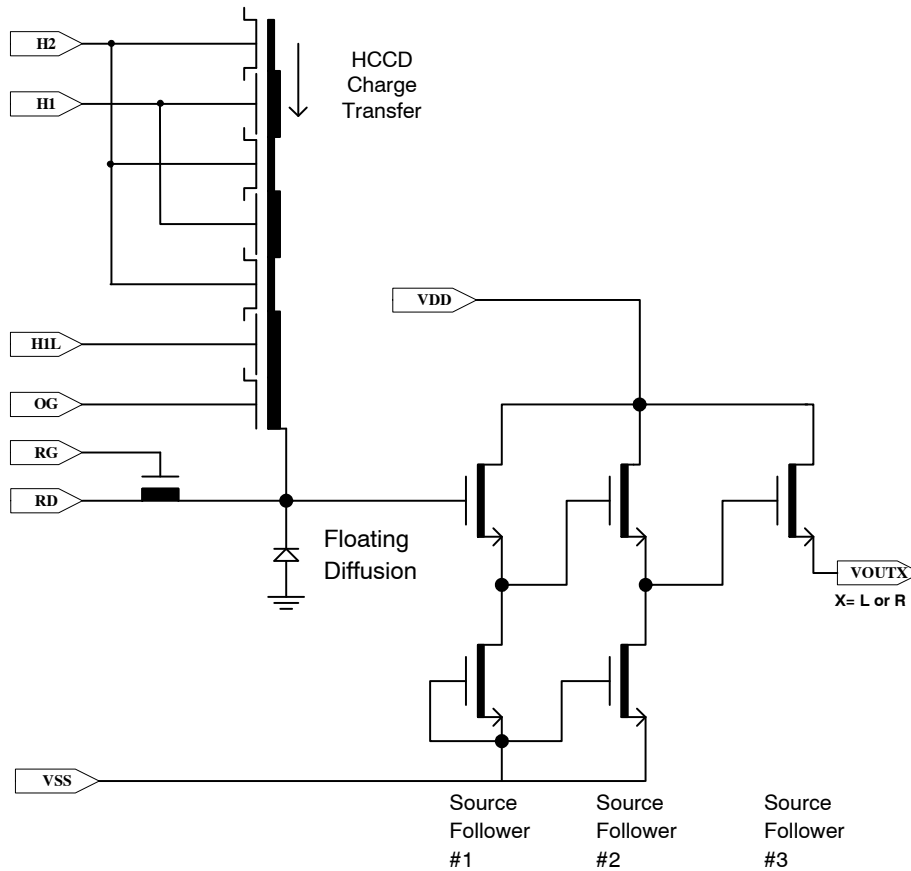 H2
HCCD
Charge
Transfer
H1
VDD
H1L
OG
RG
RD
Floating
Diffusion
VOUTX
X= L or R
VSS
Source
Follower
#1
Source
Follower
#2
Source
Follower
#3